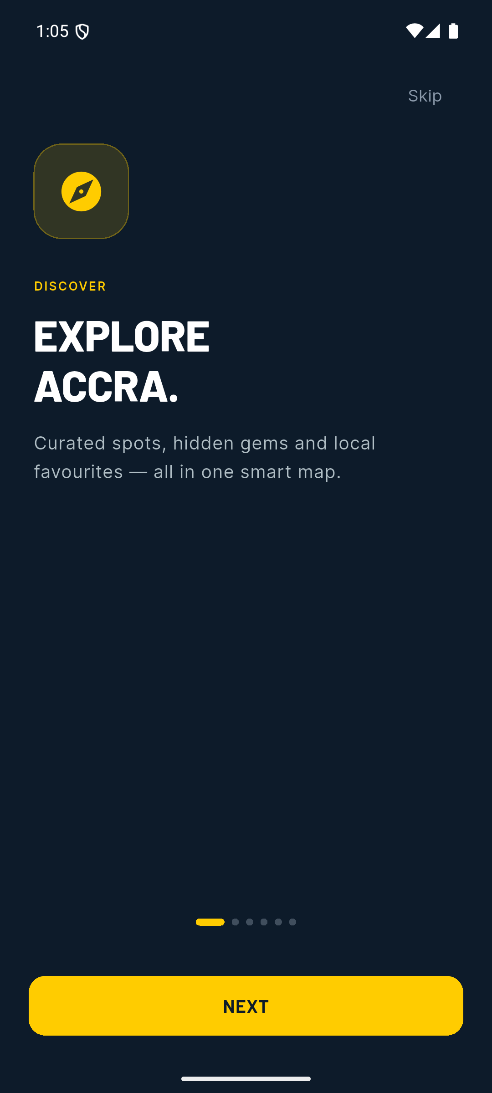 1:05
Skip
DISCOVER
EXPLORE
ACCRA.
Curated spots, hidden gems and local
favourites — all in one smart map.
NEXT